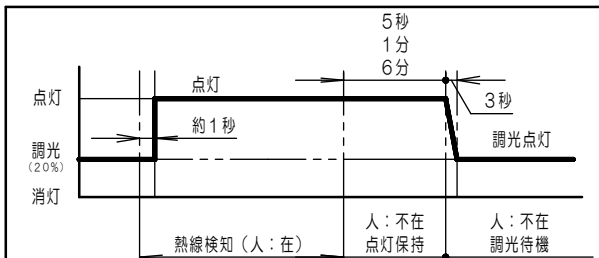 5秒
1分
6分
点灯
点灯
3秒
約1秒
調光
(20%)
調光点灯
消灯
熱線検知(人:在)
人:不在
点灯保持
人:不在
調光待機